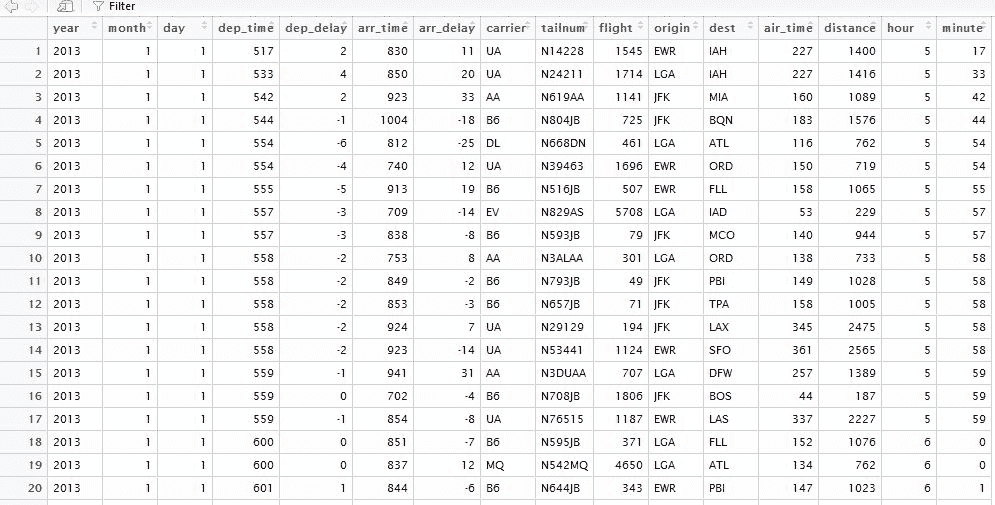 Filter
year month day dep_time dep_delay arr_time arr_delay carrier tailnum flight origin dest air_time distance hour minute
1 2013 1 1 517 2 830 11 UA N14228 1545 EWR IAH 227 1400 5 17
2 2013 1 1 533 4 850 20 UA N24211 1714 LGA IAH 227 1416 5 33
3 2013 1 1 542 2 923 33 AA N619AA 1141 JFK MIA 160 1089 5 42
4 2013 1 1 544 -1 1004 -18 B6 N804JB 725 JFK BQN 183 1576 5 44
5 2013 1 1 554 -6 812 -25 DL N668DN 461 LGA ATL 116 762 5 54
6 2013 1 1 554 -4 740 12 UA N39463 1696 EWR ORD 150 719 5 54
7 2013 1 1 555 -5 913 19 B6 N516JB 507 EWR FLL 158 1065 5 55
8 2013 1 1 557 -3 709 -14 EV N829AS 5708 LGA IAD 53 229 5 57
9 2013 1 1 557 -3 838 -8 B6 N593JB 79 JFK MCO 140 944 5 57
10 2013 1 1 558 -2 753 8 AA N3ALAA 301 LGA ORD 138 733 5 58
11 2013 1 1 558 -2 849 -2 B6 N793JB 49 JFK PBI 149 1028 5 58
12 2013 1 1 558 -2 853 -3 B6 N657JB 71 JFK TPA 158 1005 5 58
13 2013 1 1 558 -2 924 7 UA N29129 194 JFK LAX 345 2475 5 58
14 2013 1 1 558 -2 923 -14 UA N53441 1124 EWR SFO 361 2565 5 58
15 2013 1 1 559 -1 941 31 AA N3DUAA 707 LGA DFW 257 1389 5 59
16 2013 1 1 559 0 702 -4 B6 N708JB 1806 JFK BOS 44 187 5 59
17 2013 1 1 559 -1 854 -8 UA N76515 1187 EWR LAS 337 2227 5 59
18 2013 1 1 600 0 851 -7 B6 N595JB 371 LGA FLL 152 1076 6 0
19 2013 1 1 600 0 837 12 MQ N542MQ 4650 LGA ATL 134 762 6 0
20 2013 1 1 601 1 844 -6 B6 N644JB 343 EWR PBI 147 1023 6 1